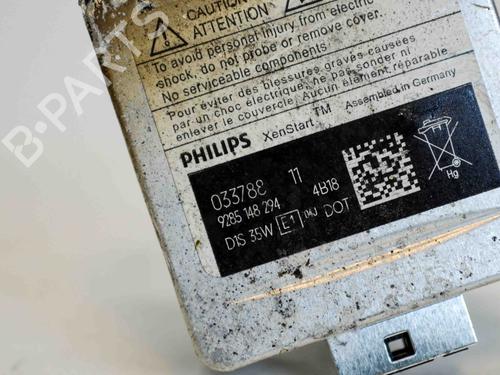 CAUTION
ATTENTION
To avoid personal injury from electric
shock, do not probe or remove cover.
No serviceable components
Pour éviter des blessures graves causées
par un choc électrique, ne pas sonder ni
enlever le couvercle. Aucun élément réparable
PHILIPS XenStart TM Assembled in Germany
033788 11
9285 148 294 4B18
D1S 35W E1 DOT
Hg
B-PARTS